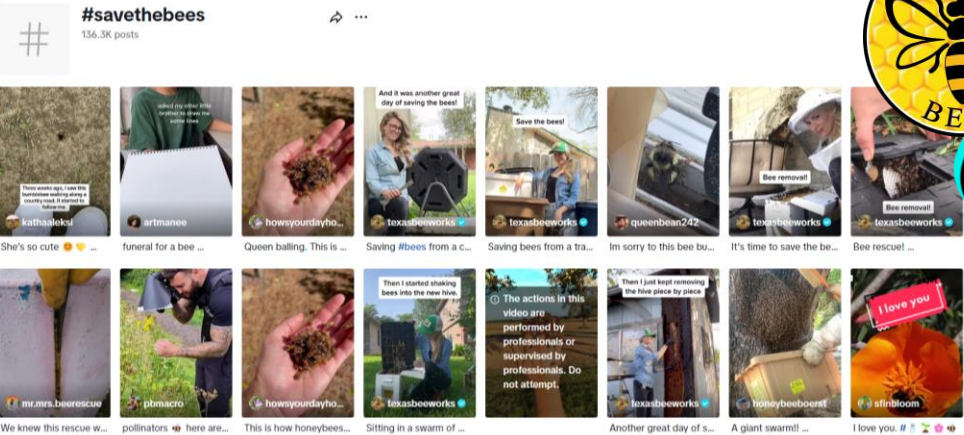 #savethebees
136.3K posts
BE
asked my other little
brother to draw me
some lines
And it was another great
day of saving the bees!
Save the bees!
Bee removal!
Bee removal!
Three weeks ago, I saw this
bumblebee walking along a
country road. It started to
follow me.
kathaaleksi
artmanee
howsyourdayho...
texasbeeworks
texasbeeworks
queenbean242
texasbeeworks
texasbeeworks
She's so cute 🌼 💛 ...
funeral for a bee ...
Queen balling. This is ...
Saving #bees from a c...
Saving bees from a tra...
Im sorry to this bee bu...
It's time to save the be...
Bee rescue! ...
Then I started shaking
bees into the new hive.
The actions in this
video are
performed by
professionals or
supervised by
professionals. Do
not attempt.
Then I just kept removing
the hive piece by piece
I love you
mr.mrs.beerescue
pbmacro
howsyourdayho...
texasbeeworks
texasbeeworks
honeybeeboerst
sfinbloom
We knew this rescue w...
pollinators 🐝 here are...
This is how honeybees...
Sitting in a swarm of ...
Another great day of s...
A giant swarm!! ...
I love you. #